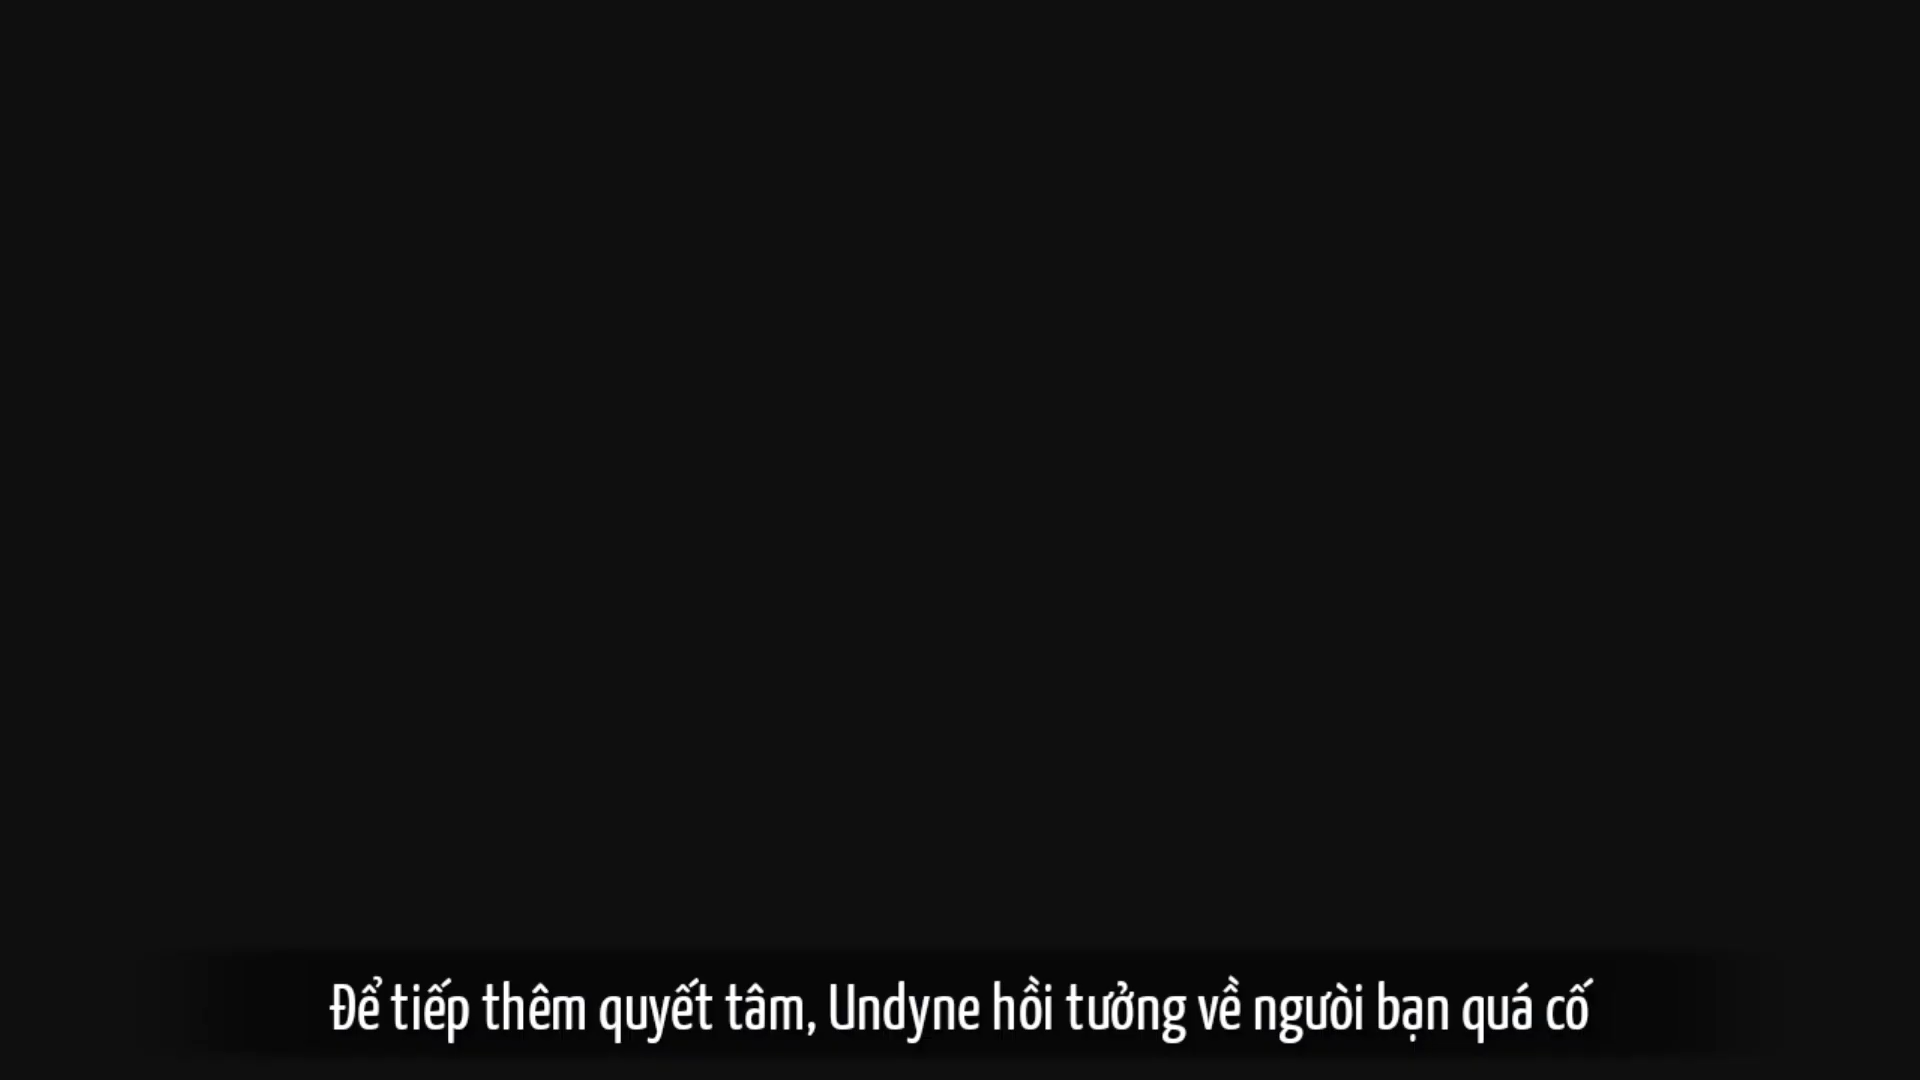 Để tiếp thêm quyết tâm, Undyne hồi tưởng về người bạn quá cố